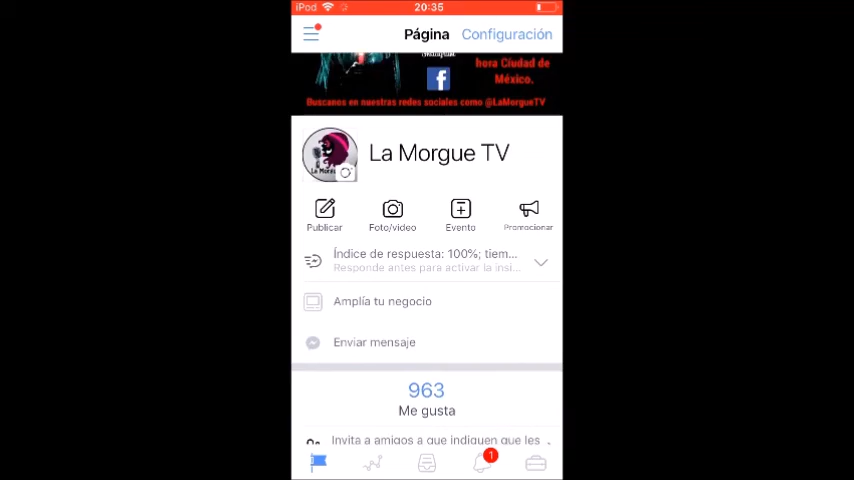 iPod 20:35
Página Configuración
hora Ciudad de
México.
Buscanos en nuestras redes sociales como @LaMorgueTV
La Morgue TV
Publicar Foto/video Evento Promocionar
Índice de respuesta: 100%; tiem...
Responde antes para activar la insi...
Amplía tu negocio
Enviar mensaje
963
Me gusta
Invita a amigos a que indiquen que les
1